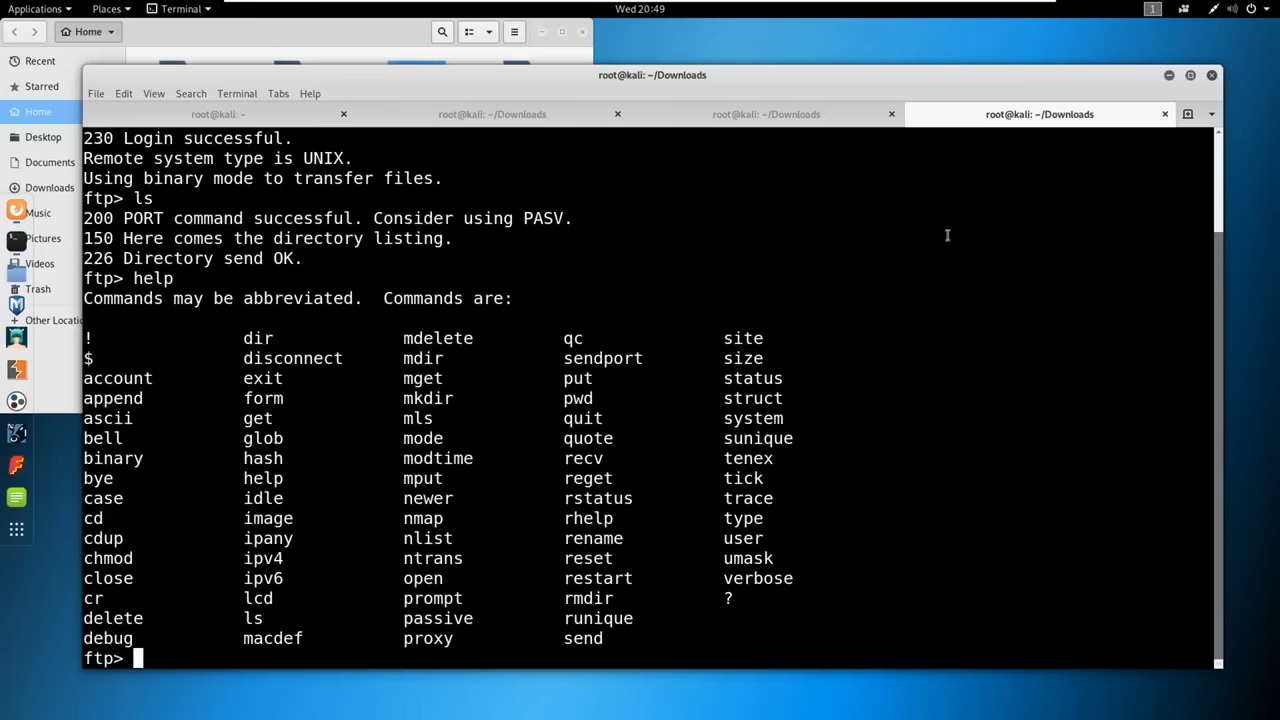 Applications Places Terminal Wed 20:49 1
Home
Recent
Starred
Home
Desktop
Documents
Downloads
Music
Pictures
Videos
Trash
+ Other Locati
root@kali: ~/Downloads
File Edit View Search Terminal Tabs Help
root@kali: ~ root@kali: ~/Downloads root@kali: ~/Downloads root@kali: ~/Downloads
230 Login successful.
Remote system type is UNIX.
Using binary mode to transfer files.
ftp> ls
200 PORT command successful. Consider using PASV.
150 Here comes the directory listing.
226 Directory send OK.
ftp> help
Commands may be abbreviated.  Commands are:
! dir mdelete qc site
$ disconnect mdir sendport size
account exit mget put status
append form mkdir pwd struct
ascii get mls quit system
bell glob mode quote sunique
binary hash modtime recv tenex
bye help mput reget tick
case idle newer rstatus trace
cd image nmap rhelp type
cdup ipany nlist rename user
chmod ipv4 ntrans reset umask
close ipv6 open restart verbose
cr lcd prompt rmdir ?
delete ls passive runique
debug macdef proxy send
ftp>